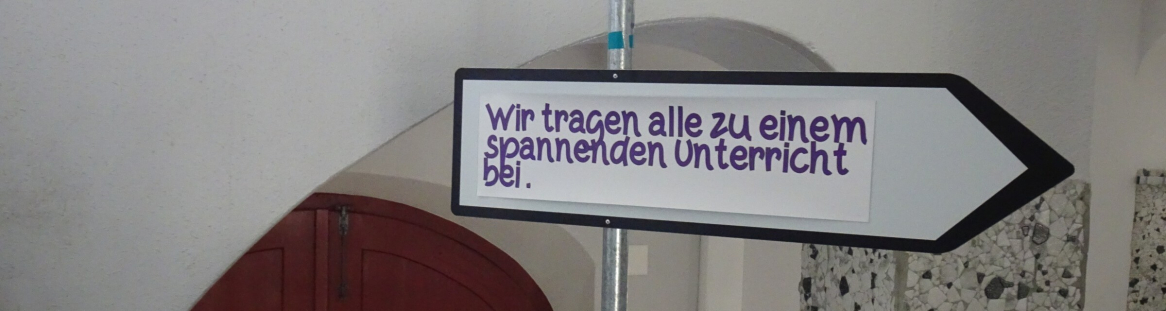 Wir tragen alle zu einem
spannenden Unterricht
bei.